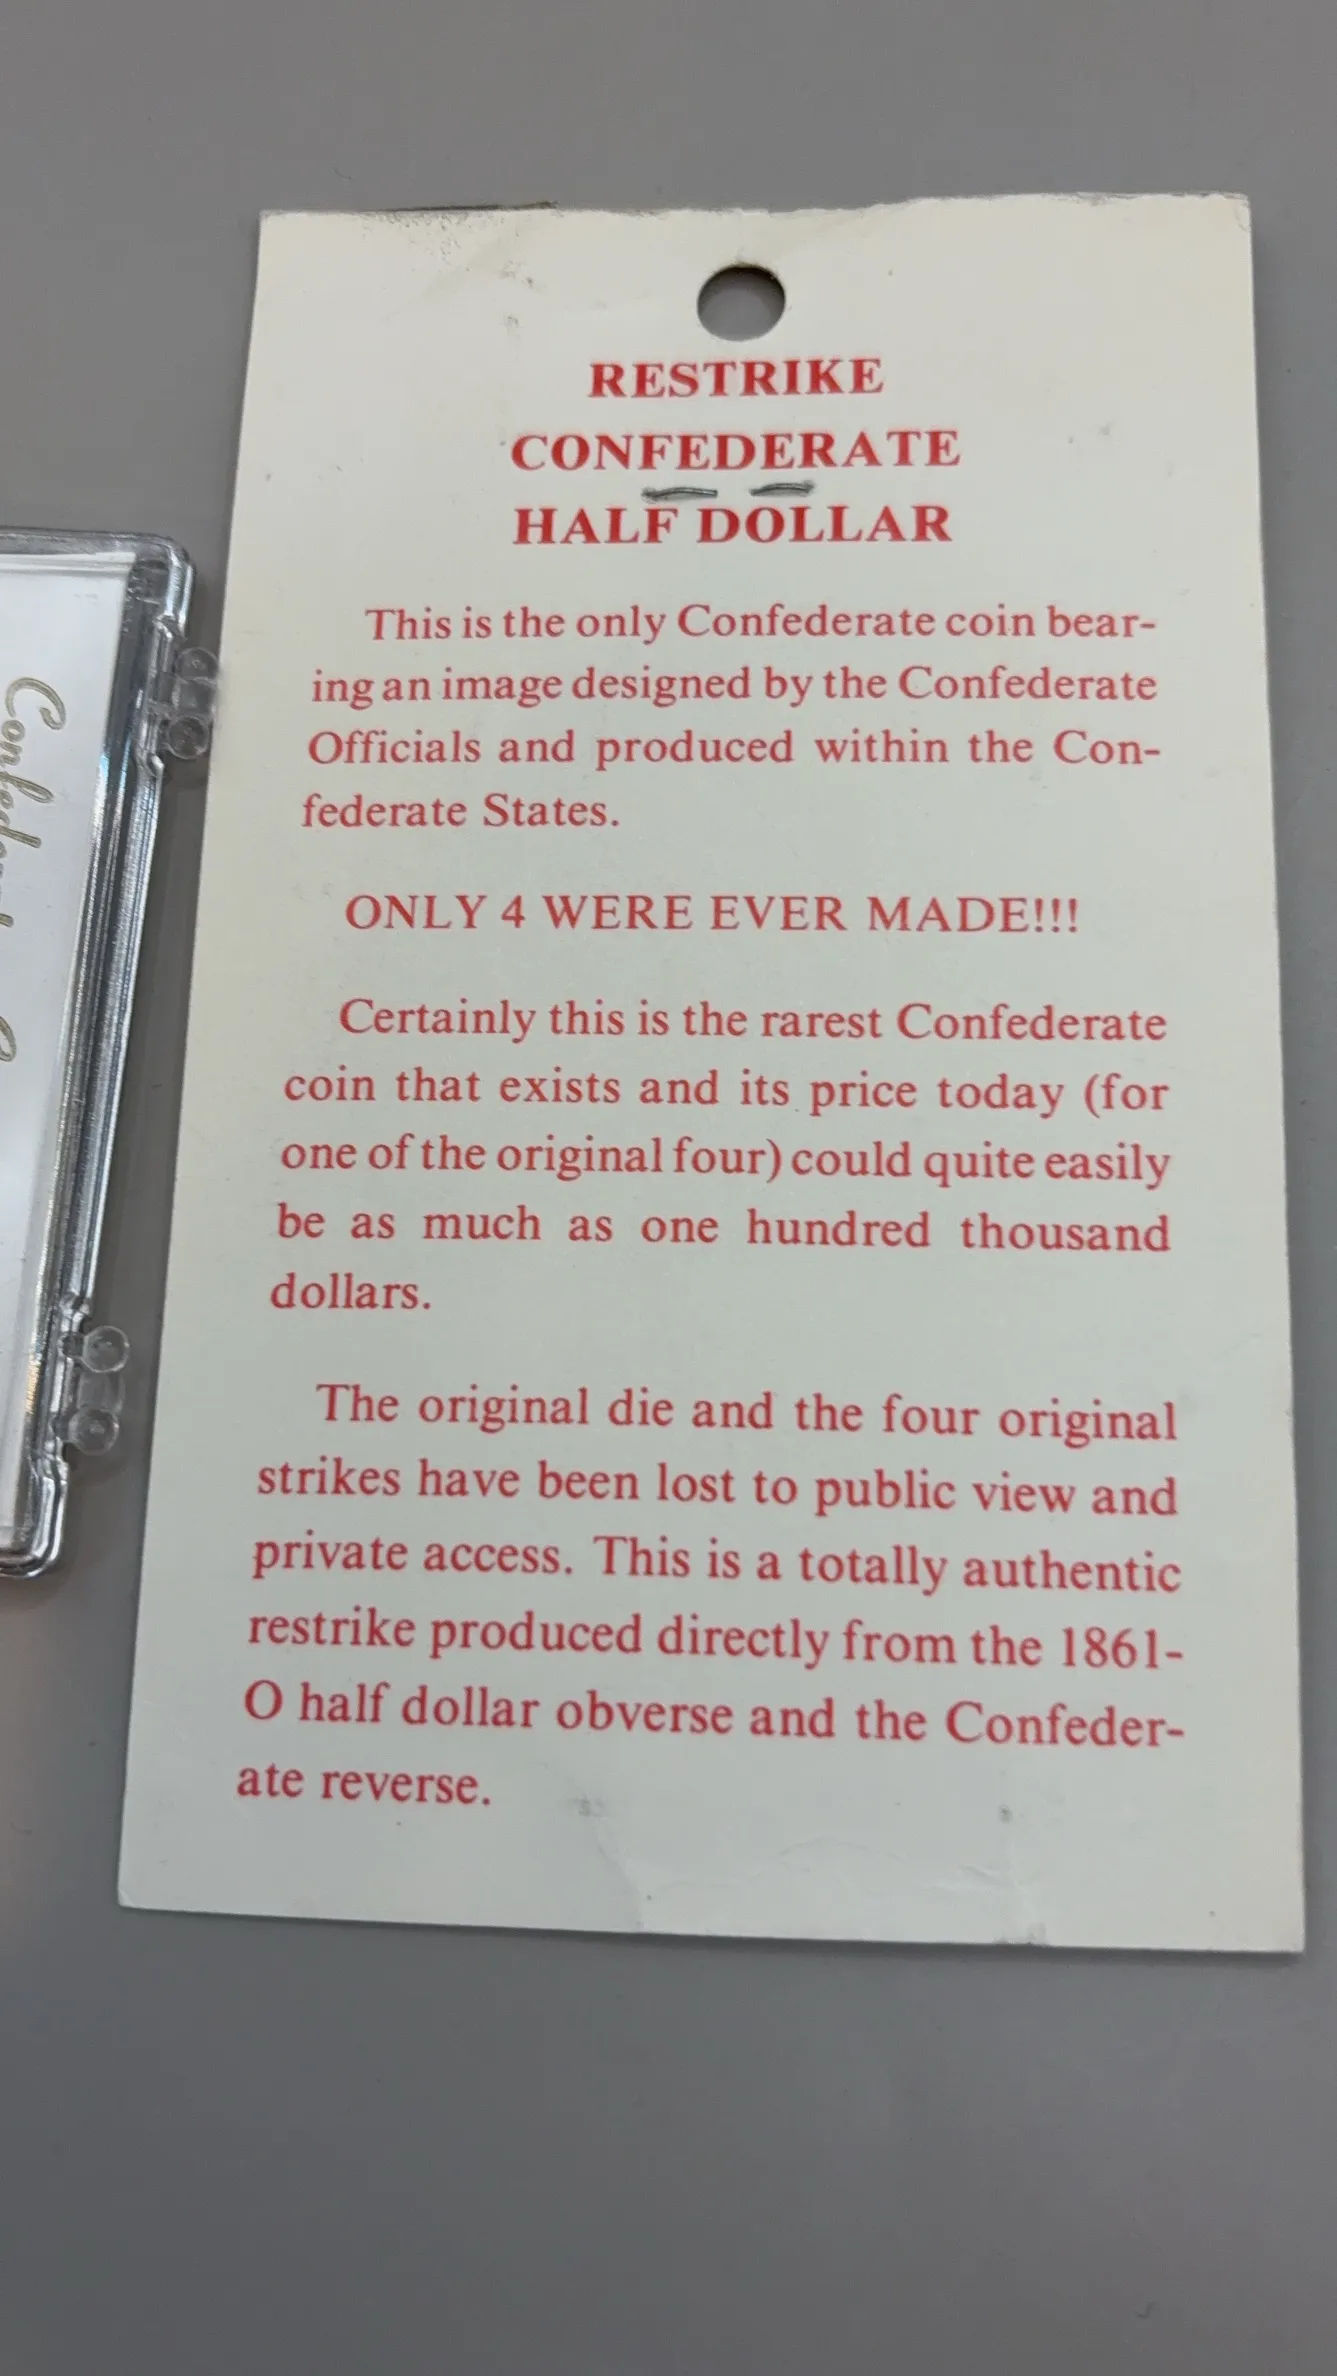 RESTRIKE
CONFEDERATE
HALF DOLLAR
This is the only Confederate coin bear-
ing an image designed by the Confederate
Officials and produced within the Con-
federate States.
ONLY 4 WERE EVER MADE!!!
Certainly this is the rarest Confederate
coin that exists and its price today (for
one of the original four) could quite easily
be as much as one hundred thousand
dollars.
The original die and the four original
strikes have been lost to public view and
private access. This is a totally authentic
restrike produced directly from the 1861-
O half dollar obverse and the Confeder-
ate reverse.